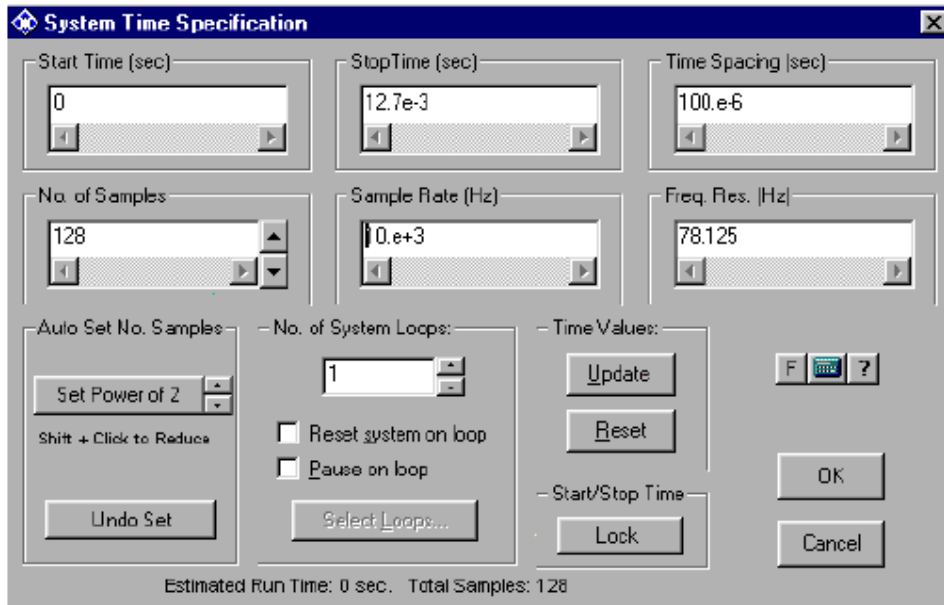 System Time Specification
Start Time (sec)
StopTime (sec)
Time Spacing (sec)
0
12.7e-3
100.e-6
No. of Samples
Sample Rate (Hz)
Freq. Res. (Hz)
128
10.e+3
78.125
Auto Set No. Samples
No. of System Loops:
Time Values:
Set Power of 2
1
Update
F
?
Shift + Click to Reduce
Reset system on loop
Reset
Pause on loop
OK
Start/Stop Time
Undo Set
Select Loops...
Lock
Cancel
Estimated Run Time: 0 sec. Total Samples: 128